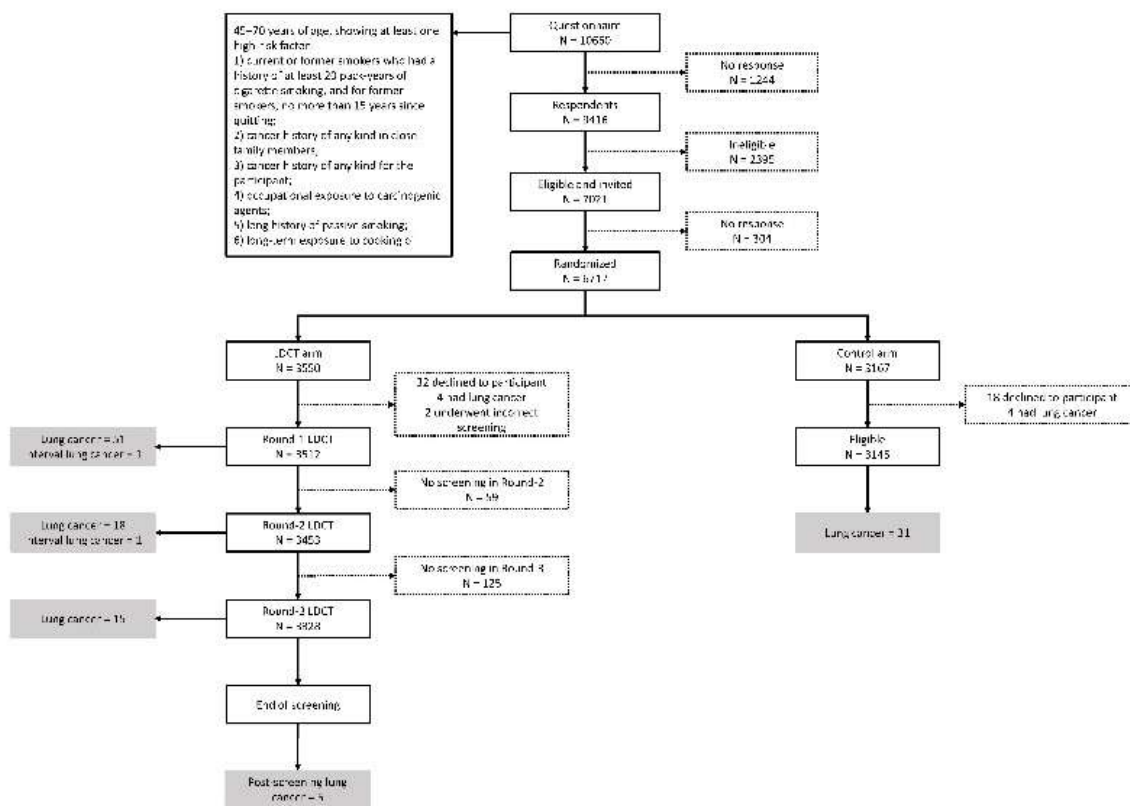 45–70 years of age, showing at least one
high-risk factor
1) current or former smokers who had a
history of at least 20 pack-years of
cigarette smoking, and for former
smokers, no more than 15 years since
quitting;
2) cancer history of any kind in close
family members;
3) cancer history of any kind for the
participant;
4) occupational exposure to carcinogenic
agents;
5) long history of passive smoking;
6) long-term exposure to cooking o
Questionnaire
N = 10660
No response
N = 1244
Respondents
N = 9416
Ineligible
N = 2395
Eligible and invited
N = 7021
No response
N = 304
Randomized
N = 6717
LDCT arm
N = 3550
32 declined to participant
4 had lung cancer
2 underwent incorrect
screening
Control arm
N = 3167
18 declined to participant
4 had lung cancer
Lung cancer = 51
Interval lung cancer = 1
Round-1 LDCT
N = 3512
Eligible
N = 3145
No screening in Round-2
N = 59
Lung cancer = 18
Interval lung cancer = 1
Round-2 LDCT
N = 3453
Lung cancer =
No screening in Round-3
N = 125
Lung cancer = 15
Round-3 LDCT
N = 3328
End of screening
Post-screening lung
cancer =